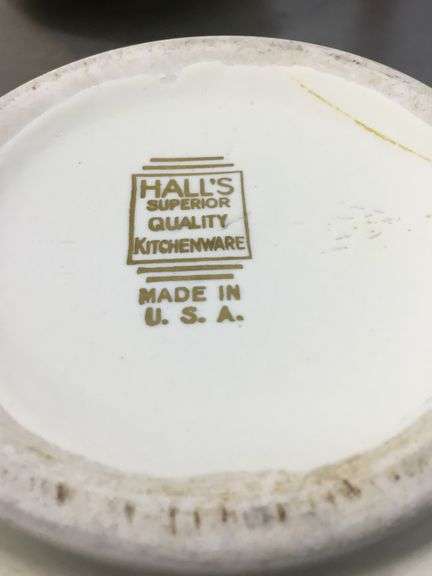 HALL'S
SUPERIOR
QUALITY
KITCHENWARE
MADE IN
U. S. A.